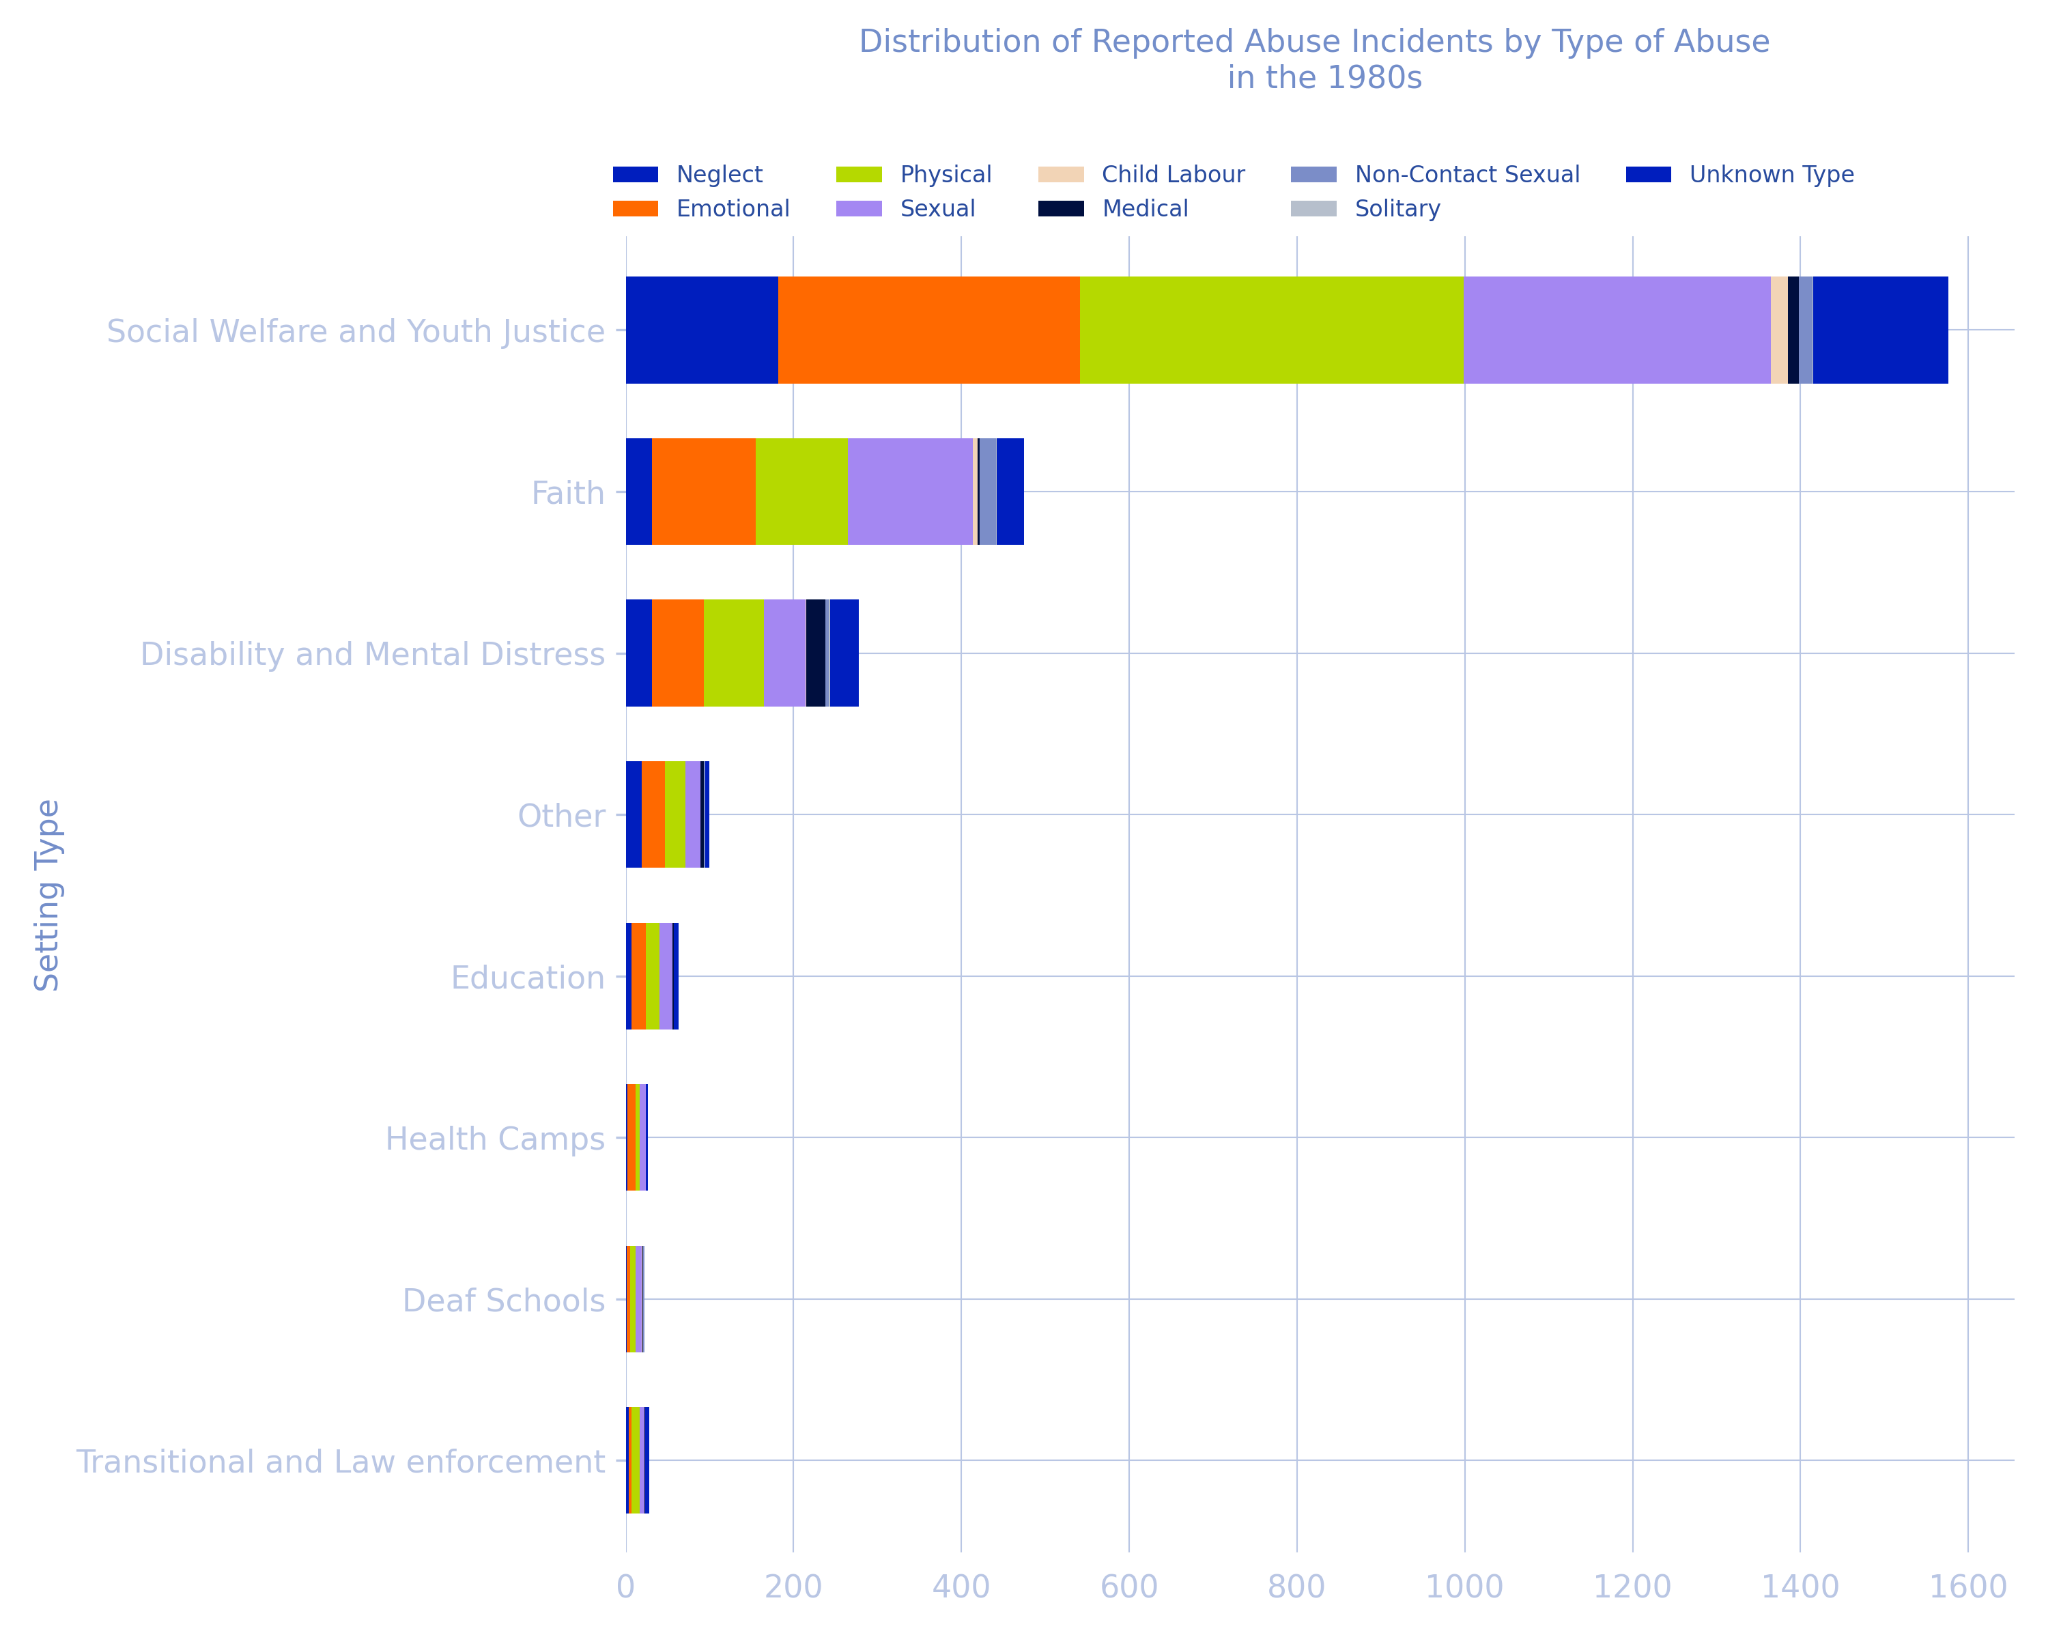 Distribution of Reported Abuse Incidents by Type of Abuse
in the 1980s
Neglect
Emotional
Physical
Sexual
Child Labour
Medical
Non-Contact Sexual
Solitary
Unknown Type
Setting Type
Social Welfare and Youth Justice
Faith
Disability and Mental Distress
Other
Education
Health Camps
Deaf Schools
Transitional and Law enforcement
0 200 400 600 800 1000 1200 1400 1600